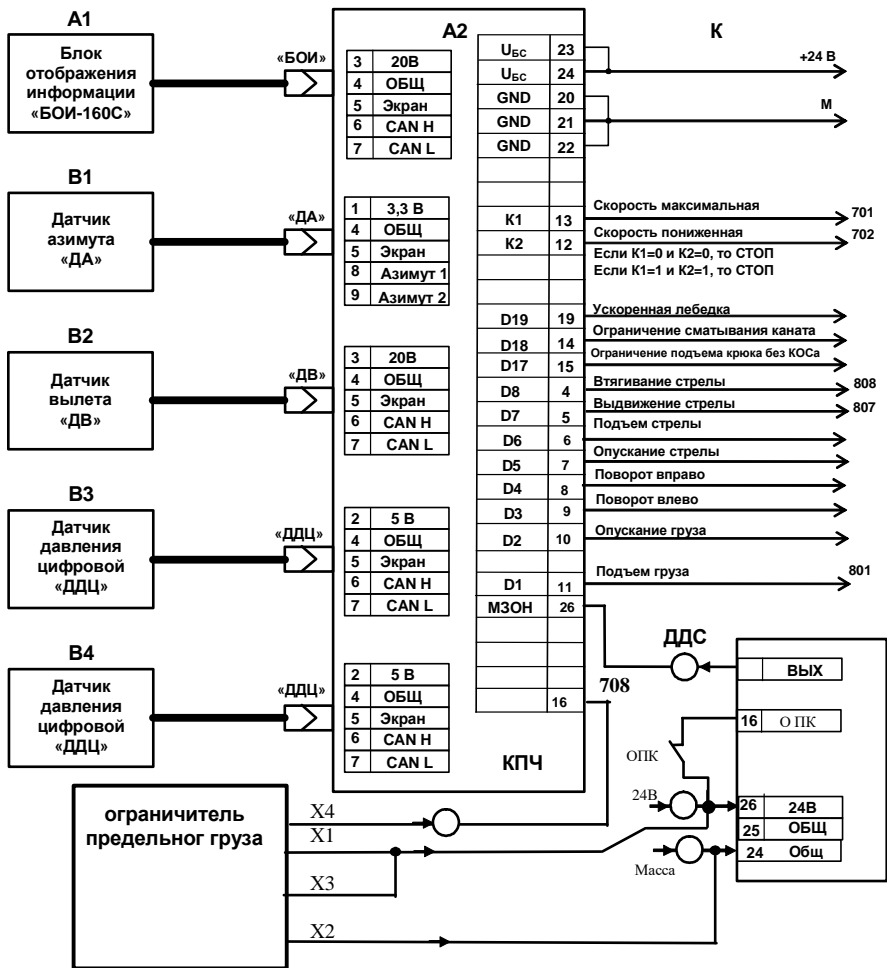 А1
Блок
отображения
информации
«БОИ-160С»
«БОИ»
В1
Датчик
азимута
«ДА»
«ДА»
В2
Датчик
вылета
«ДВ»
«ДВ»
В3
Датчик
давления
цифровой
«ДДЦ»
«ДДЦ»
В4
Датчик
давления
цифровой
«ДДЦ»
«ДДЦ»
А2
3 20В
4 ОБЩ
5 Экран
6 CAN H
7 CAN L
1 3,3 В
4 ОБЩ
5 Экран
8 Азимут 1
9 Азимут 2
3 20В
4 ОБЩ
5 Экран
6 CAN H
7 CAN L
2 5 В
4 ОБЩ
5 Экран
6 CAN H
7 CAN L
2 5 В
4 ОБЩ
5 Экран
6 CAN H
7 CAN L
КПЧ
К
UБС 23
UБС 24
+24 В
GND 20
GND 21
М
GND 22
К1 13 Скорость максимальная 701
К2 12 Скорость пониженная 702
Если К1=0 и К2=0, то СТОП
Если К1=1 и К2=1, то СТОП
D19 19 Ускоренная лебедка
D18 14 Ограничение сматывания каната
D17 15 Ограничение подъема крюка без КОСа
D8 4 Втягивание стрелы 808
D7 5 Выдвижение стрелы 807
D6 6 Подъем стрелы
D5 7 Опускание стрелы
D4 8 Поворот вправо
D3 9 Поворот влево
D2 10 Опускание груза
D1 11 Подъем груза 801
МЗОН 26
16
708
ДДС
ВЫХ
16 О ПК
ОПК
24В
26 24В
25 ОБЩ
24 Общ
Масса
ограничитель
предельног груза
Х4
Х1
Х3
Х2